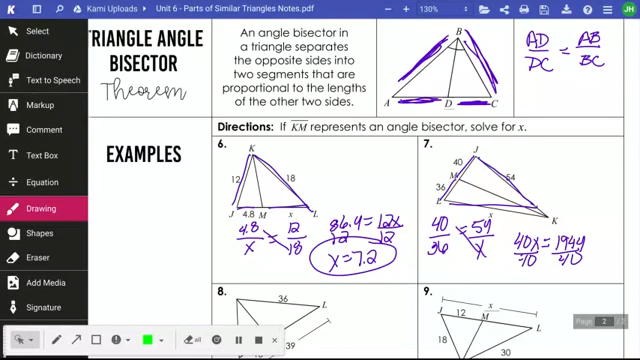 Kami Uploads
Unit 6 - Parts of Similar Triangles Notes.pdf
130%
JH
Selection
Dictionary
Text to Speech
Markup
Comment
Text Box
Equation
Drawing
Shapes
Eraser
Add Media
Signature
TRIANGLE ANGLE
BISECTOR
Theorem
An angle bisector in
a triangle separates
the opposite sides into
two segments that are
proportional to the lengths
of the other two sides.
B
A
D
C
AD/DC = AB/BC
EXAMPLES
Directions: If KM represents an angle bisector, solve for x.
6.
K
12
18
J
4.8
M
x
L
4.8/x = 12/18
86.4 = 12x
12 12
x = 7.2
7.
J
40
54
M
36
L
x
K
40/36 = 54/x
40x = 1944
40 40
8.
36
L
39
9.
x
J
12
M
L
18
30
Page 2 / 2